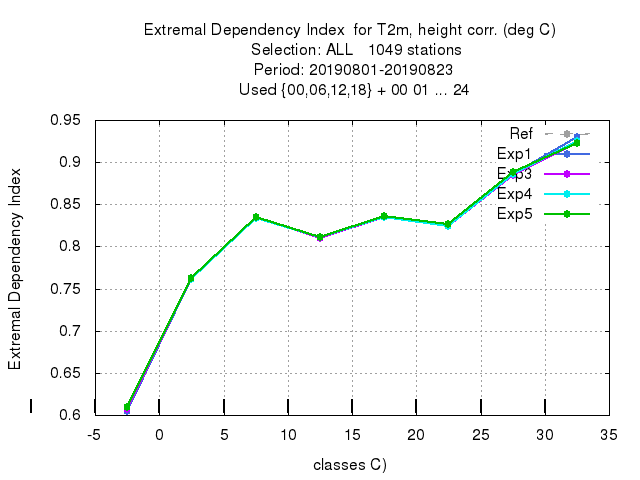 Extremal Dependency Index  for T2m, height corr. (deg C)
Selection: ALL   1049 stations
Period: 20190801-20190823
Used {00,06,12,18} + 00 01 ... 24
Extremal Dependency Index
0.95
0.9
0.85
0.8
0.75
0.7
0.65
0.6
Ref
Exp1
Exp3
Exp4
Exp5
-5 0 5 10 15 20 25 30 35
classes C)